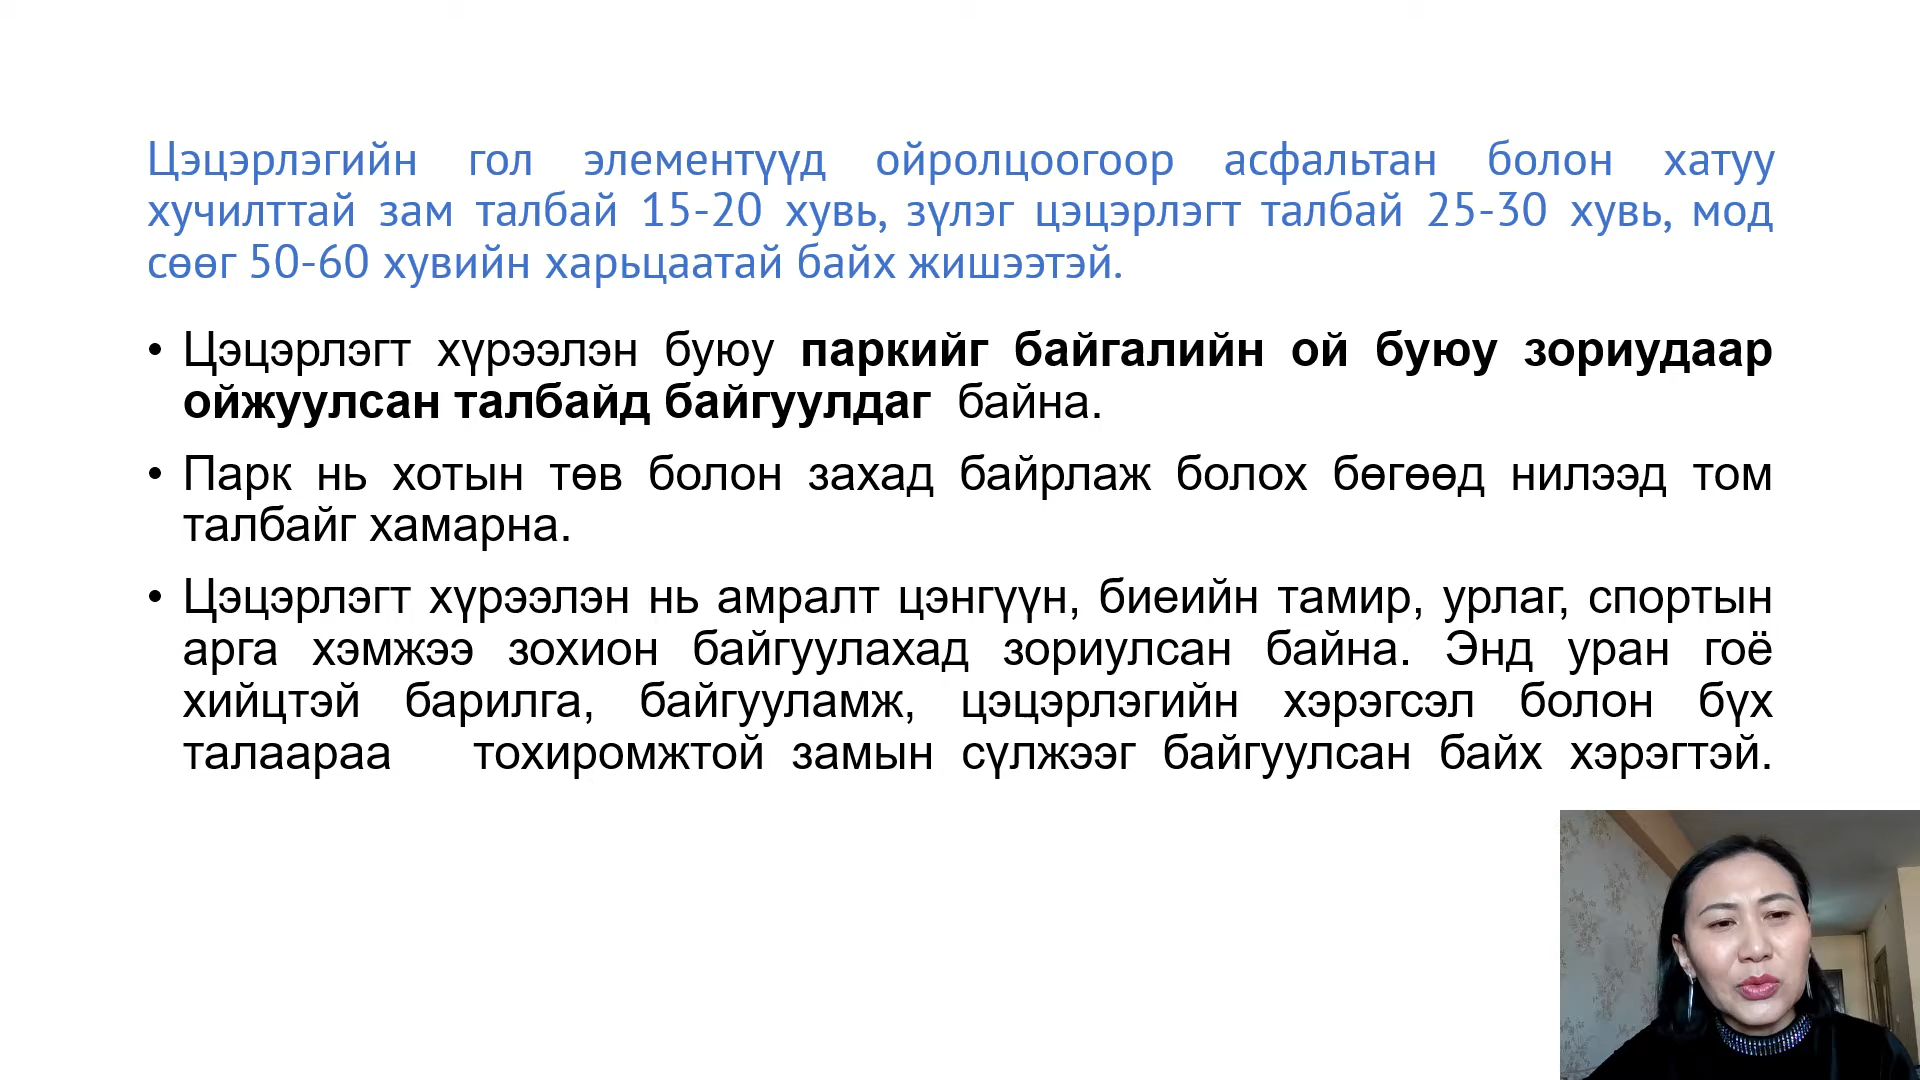 Цэцэрлэгийн гол элементүүд ойролцоогоор асфальтан болон хатуу
хучилттай зам талбай 15-20 хувь, зүлэг цэцэрлэгт талбай 25-30 хувь, мод
сөөг 50-60 хувийн харьцаатай байх жишээтэй.
• Цэцэрлэгт хүрээлэн буюу паркийг байгалийн ой буюу зориудаар
ойжуулсан талбайд байгуулдаг байна.
• Парк нь хотын төв болон захад байрлаж болох бөгөөд нилээд том
талбайг хамарна.
• Цэцэрлэгт хүрээлэн нь амралт цэнгүүн, биеийн тамир, урлаг, спортын
арга хэмжээ зохион байгуулахад зориулсан байна. Энд уран гоё
хийцтэй барилга, байгууламж, цэцэрлэгийн хэрэгсэл болон бүх
талаараа тохиромжтой замын сүлжээг байгуулсан байх хэрэгтэй.